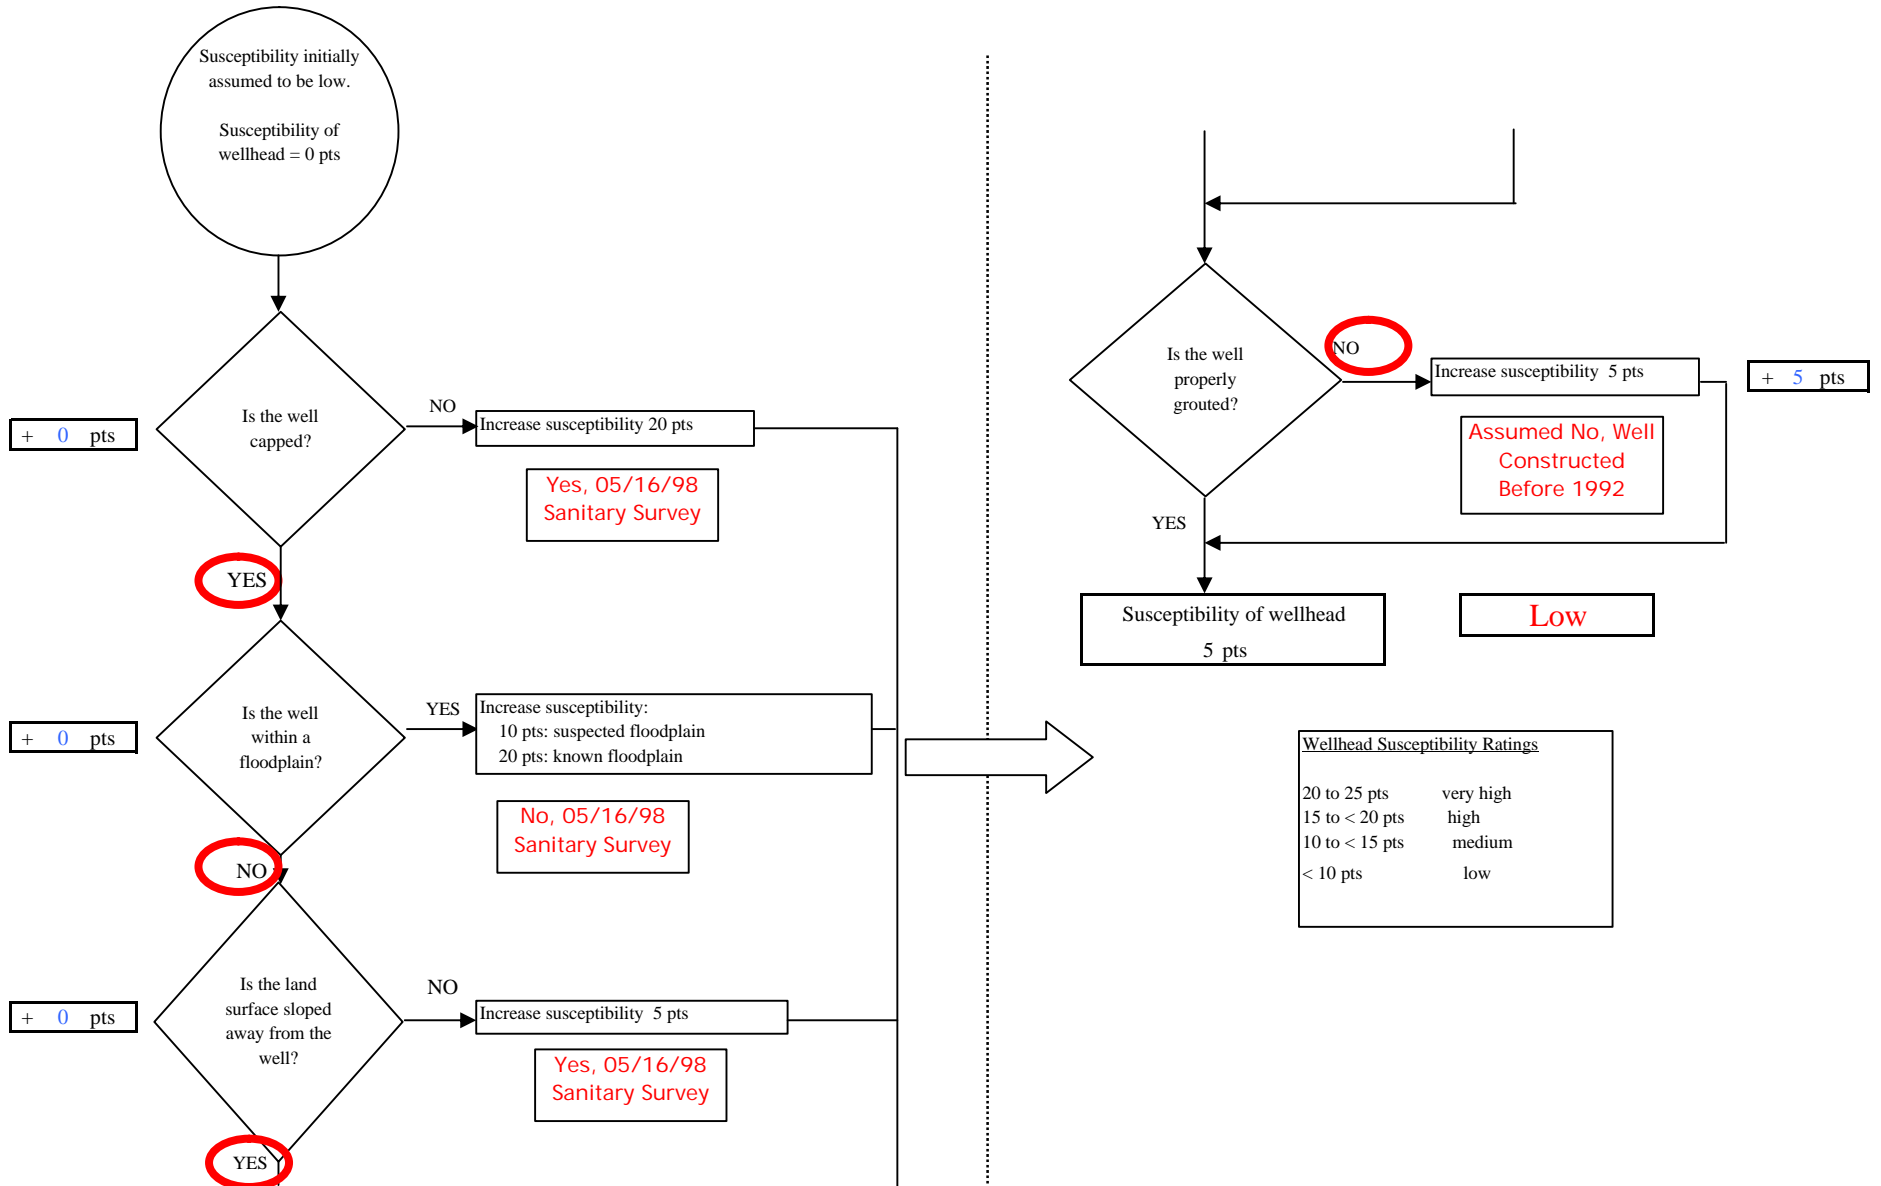 Susceptibility initially
assumed to be low.
Susceptibility of
wellhead = 0 pts
Is the well
capped?
NO
Increase susceptibility 20 pts
+ 0 pts
Yes, 05/16/98
Sanitary Survey
YES
Is the well
within a
floodplain?
YES
Increase susceptibility:
10 pts: suspected floodplain
20 pts: known floodplain
+ 0 pts
No, 05/16/98
Sanitary Survey
NO
Is the land
surface sloped
away from the
well?
NO
Increase susceptibility 5 pts
+ 0 pts
Yes, 05/16/98
Sanitary Survey
YES
Is the well
properly
grouted?
NO
Increase susceptibility 5 pts
+ 5 pts
Assumed No, Well
Constructed
Before 1992
YES
Susceptibility of wellhead
5 pts
Low
Wellhead Susceptibility Ratings
20 to 25 pts very high
15 to < 20 pts high
10 to < 15 pts medium
< 10 pts low